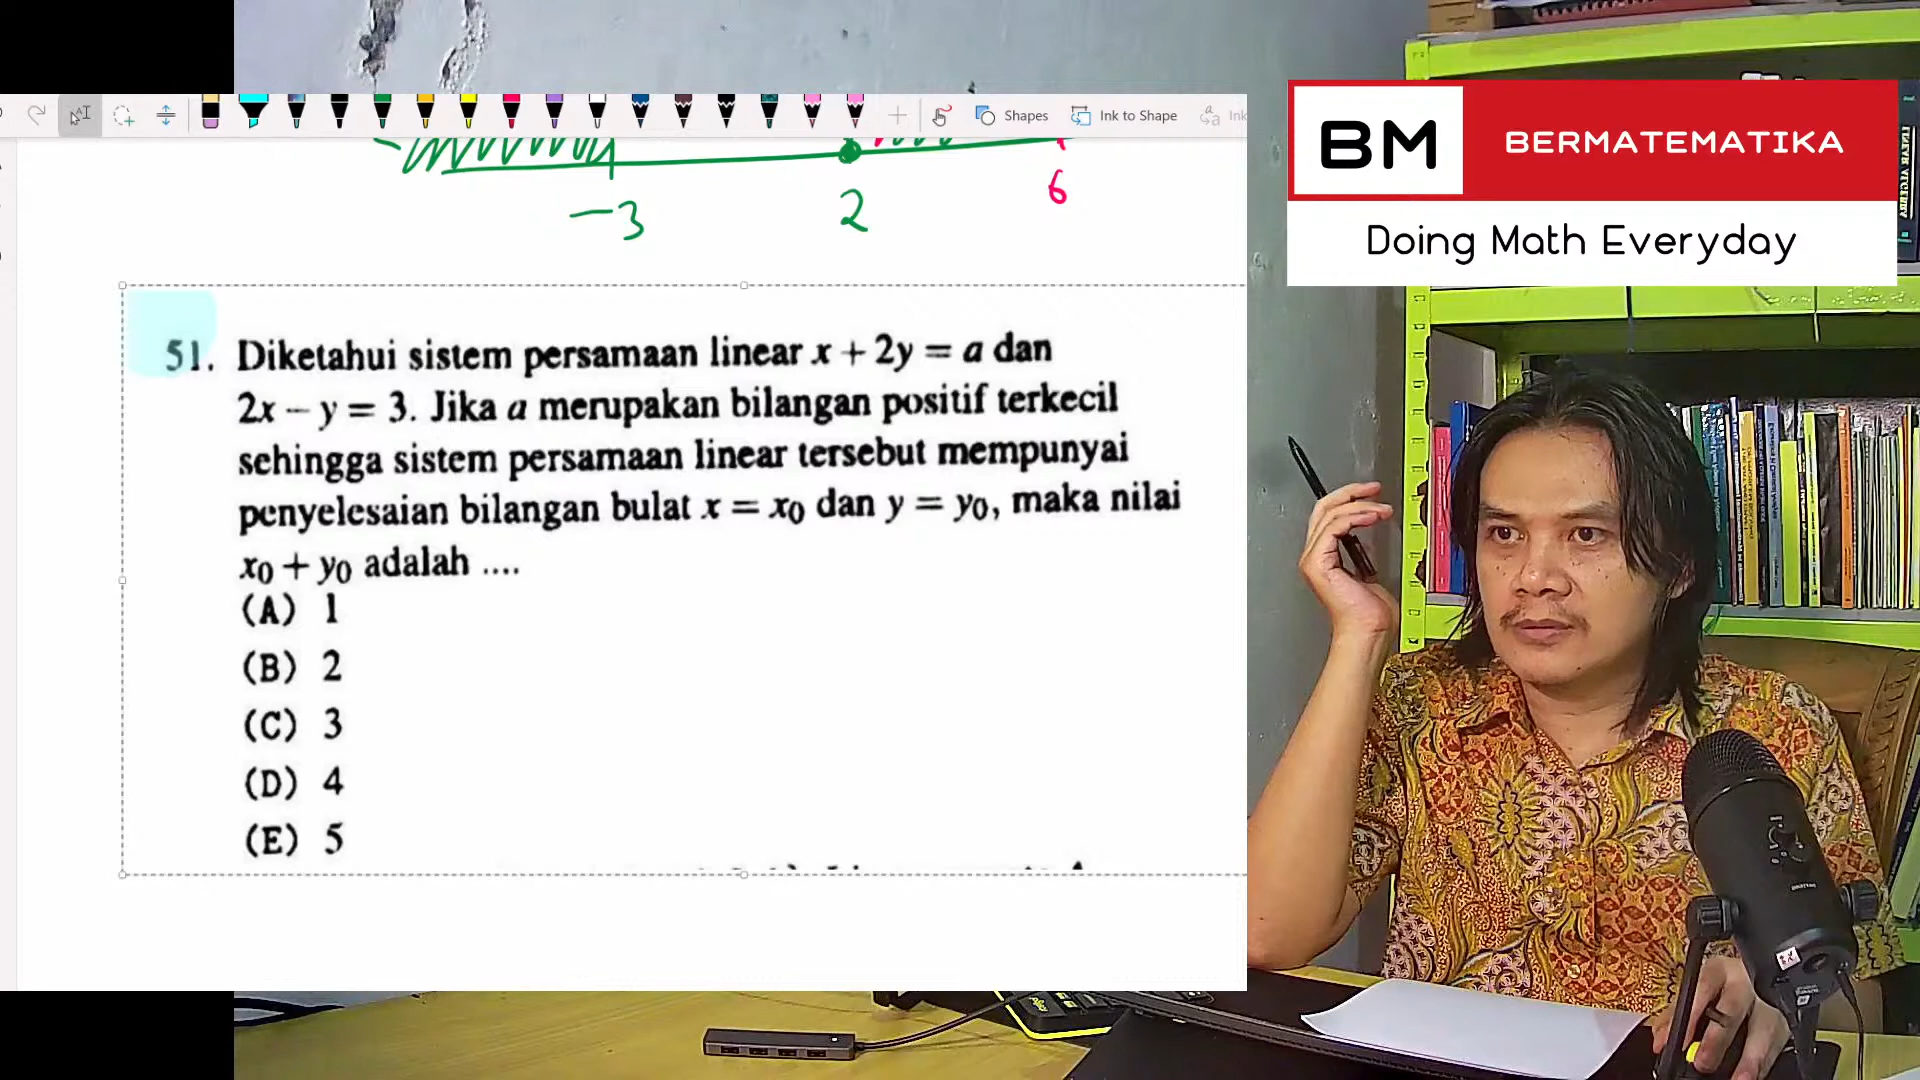 Shapes
Ink to Shape
Ink
-3
2
6
BM
BERMATEMATIKA
Doing Math Everyday
51. Diketahui sistem persamaan linear x + 2y = a dan
2x – y = 3. Jika a merupakan bilangan positif terkecil
sehingga sistem persamaan linear tersebut mempunyai
penyelesaian bilangan bulat x = x₀ dan y = y₀, maka nilai
x₀ + y₀ adalah ....
(A) 1
(B) 2
(C) 3
(D) 4
(E) 5